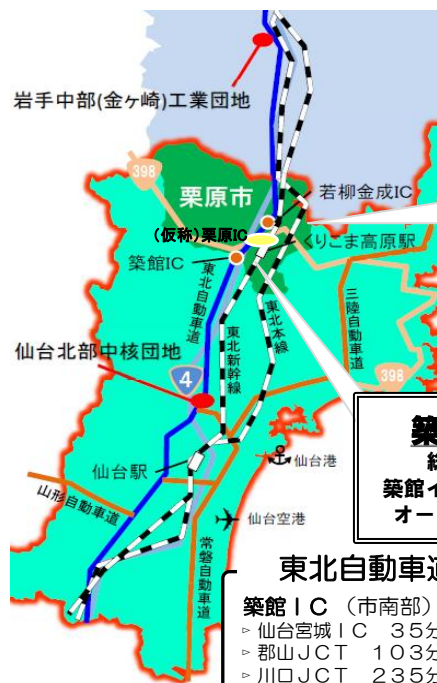 岩手中部(金ヶ崎)工業団地
398
栗原市
若柳金成IC
(仮称)栗原IC
くりこま高原駅
築館IC
東北自動車道
東北新幹線
東北本線
三陸自動車道
仙台北部中核団地
4
398
仙台駅
仙台港
山形自動車道
仙台空港
常磐自動車道
築館イ
オー
東北自動車道
築館IC (市南部)
▹仙台宮城IC 35分
▹郡山JCT 103分
▹川口JCT 235分